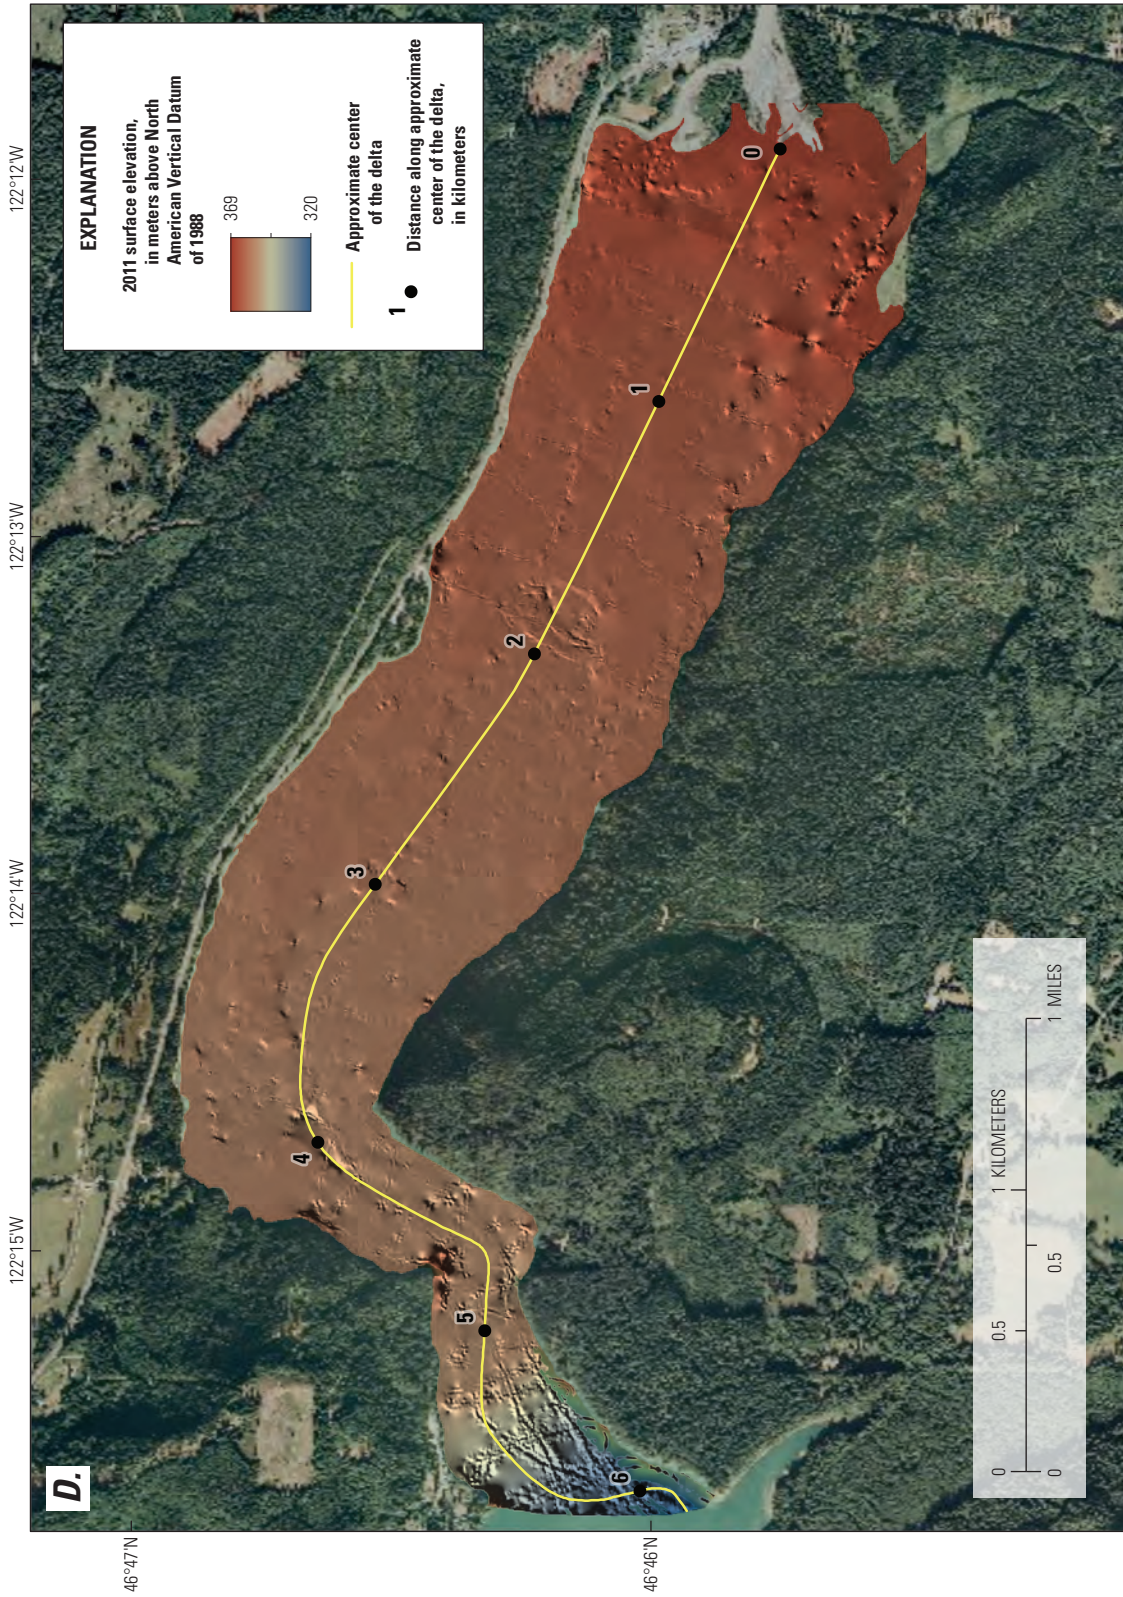 D.
122°15'W
122°14'W
122°13'W
122°12'W
46°47'N
46°46'N
EXPLANATION
2011 surface elevation,
in meters above North
American Vertical Datum
of 1988
369
320
Approximate center
of the delta
1
Distance along approximate
center of the delta,
in kilometers
0
1
2
3
4
5
6
0
0.5
1 KILOMETERS
0
0.5
1 MILES